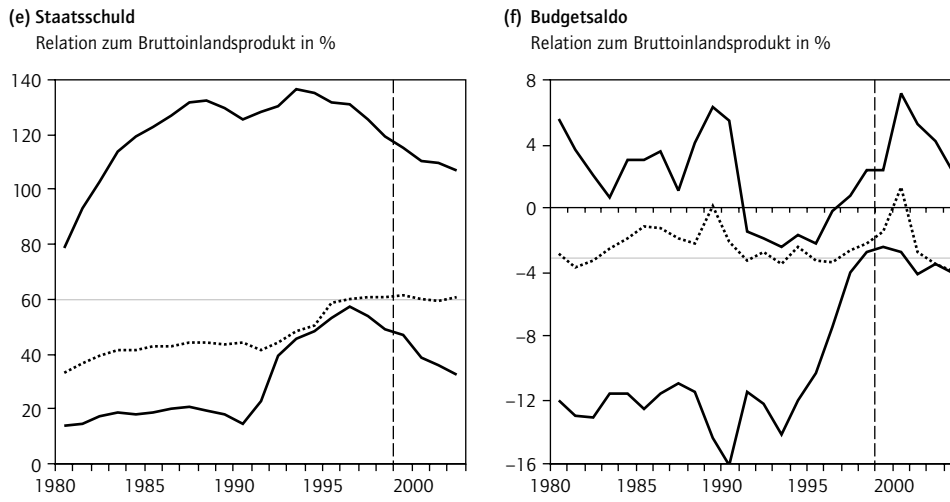 (e) Staatsschuld
Relation zum Bruttoinlandsprodukt in %
140
120
100
80
60
40
20
0
1980 1985 1990 1995 2000
(f) Budgetsaldo
Relation zum Bruttoinlandsprodukt in %
8
4
0
−4
−8
−12
−16
1980 1985 1990 1995 2000